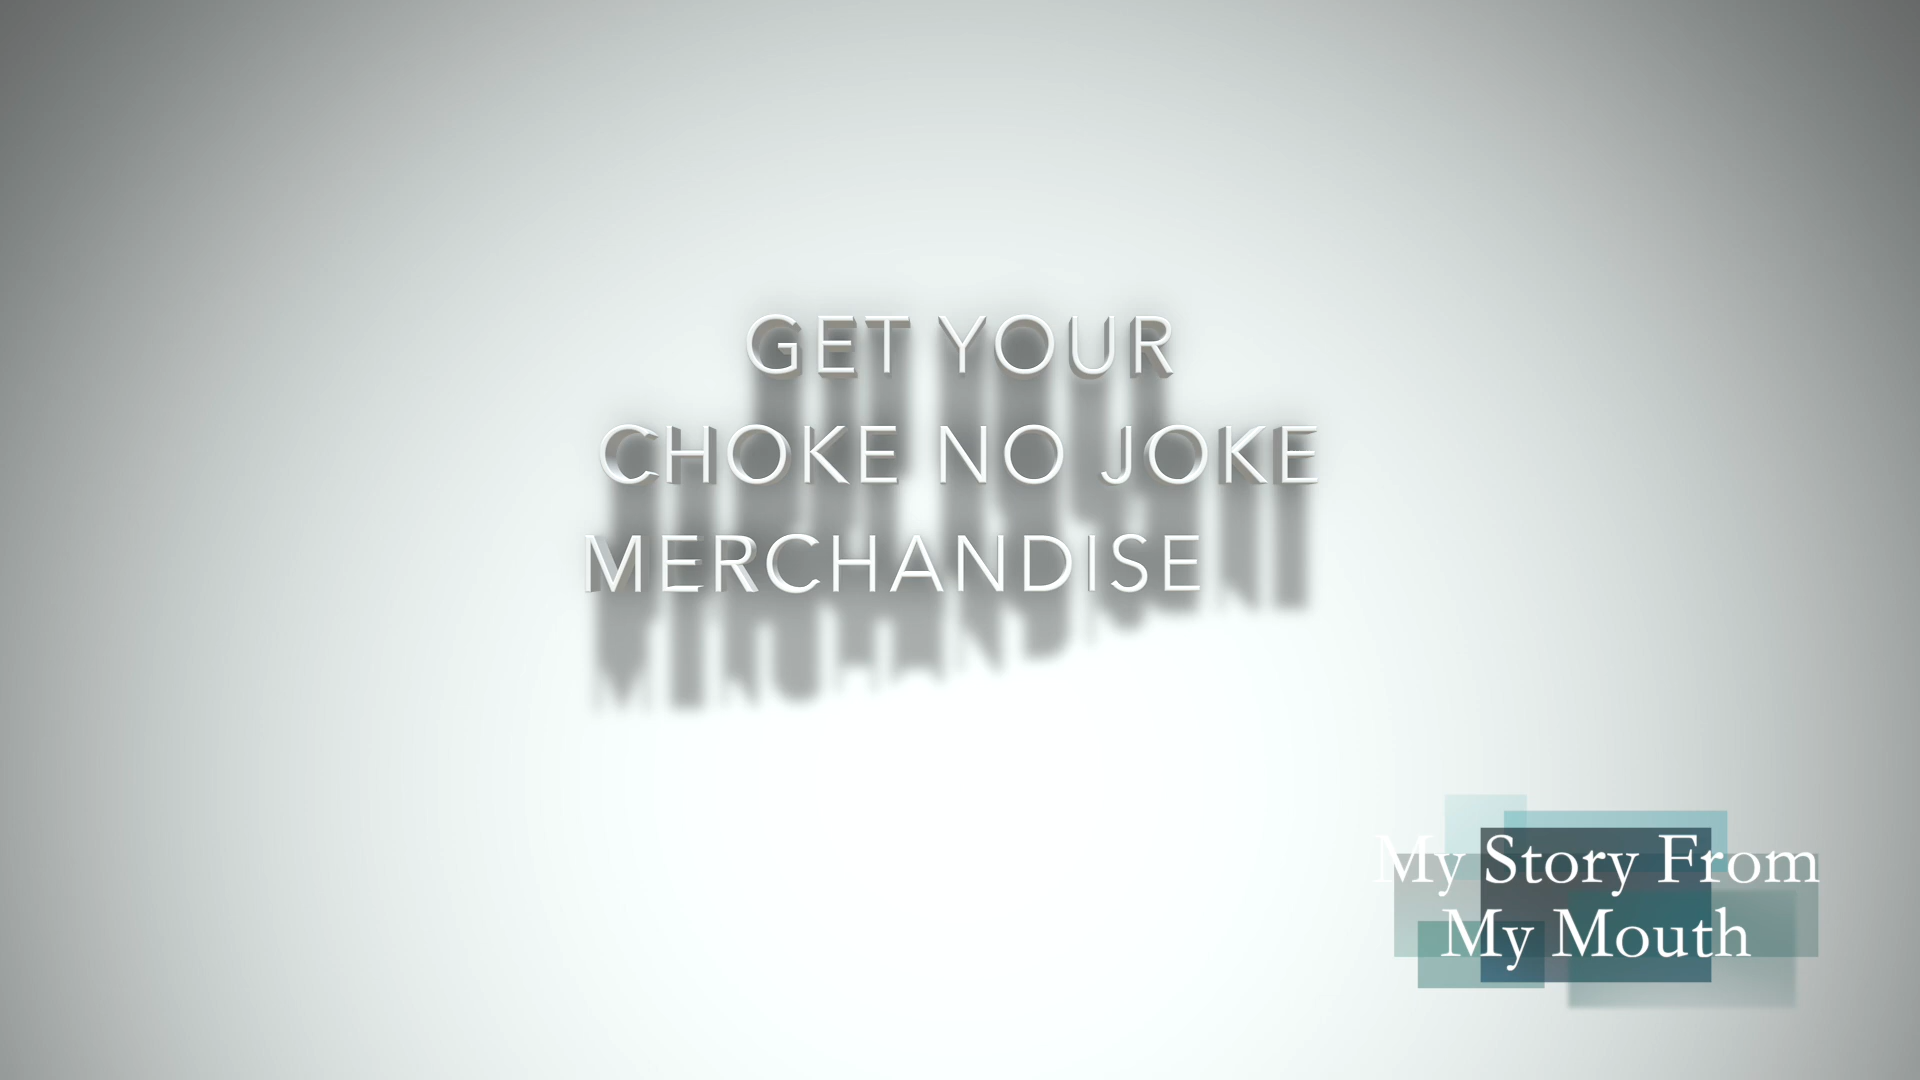 GET YOUR
CHOKE NO JOKE
MERCHANDISE
My Story From
My Mouth